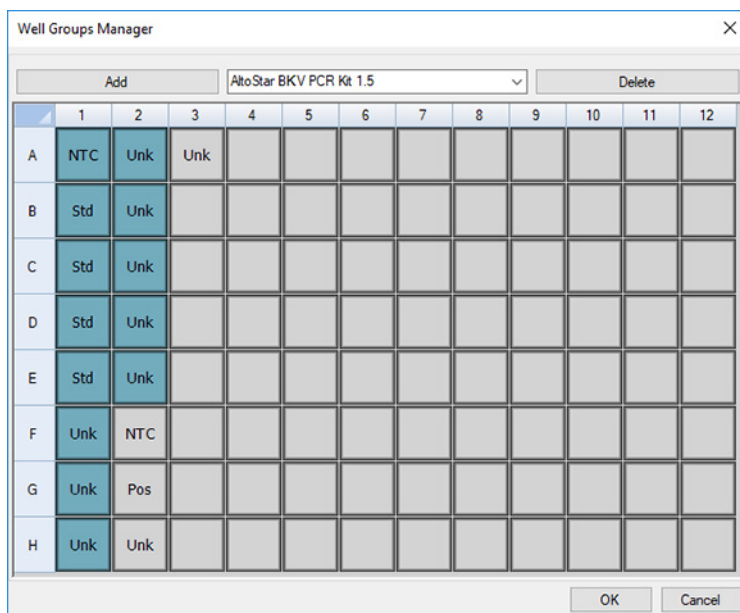 Well Groups Manager
Add AltoStar BKV PCR Kit 1.5 Delete
1 2 3 4 5 6 7 8 9 10 11 12
A NTC Unk Unk
B Std Unk
C Std Unk
D Std Unk
E Std Unk
F Unk NTC
G Unk Pos
H Unk Unk
OK Cancel